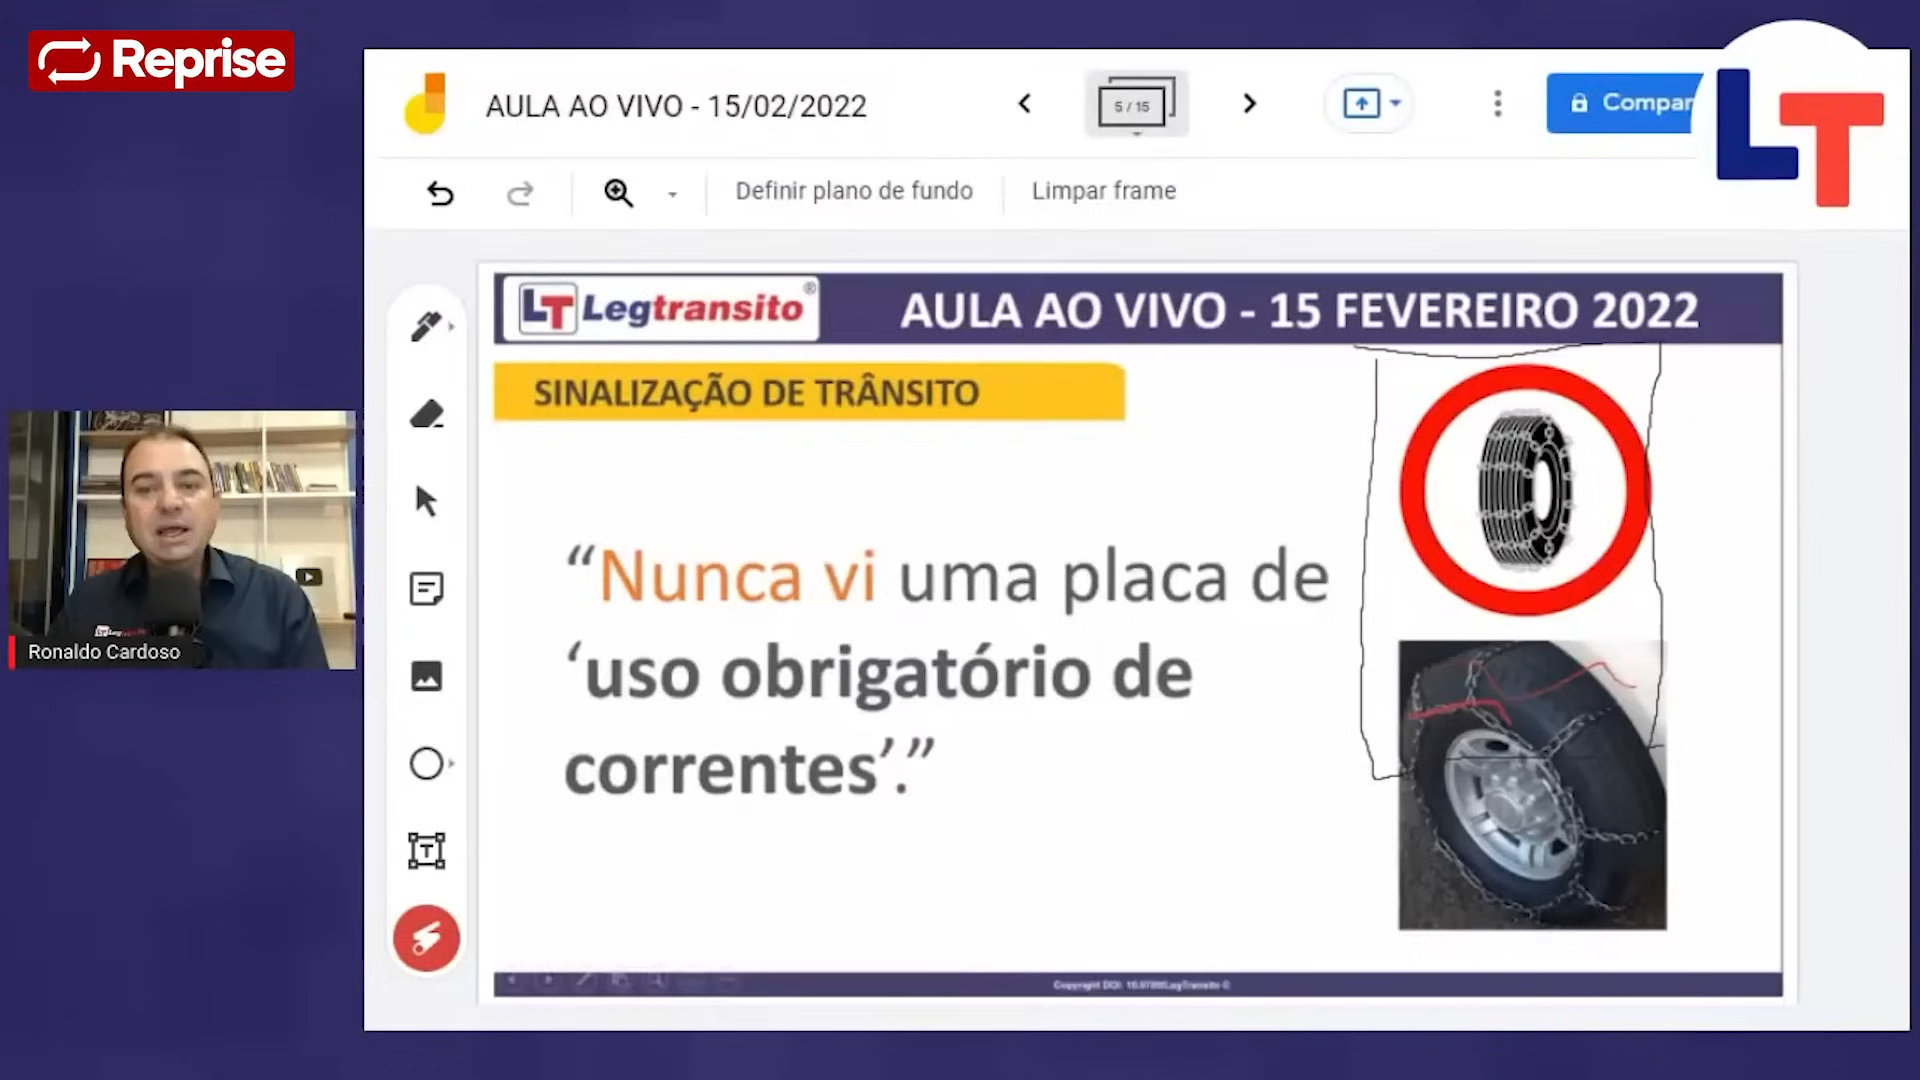 Reprise
AULA AO VIVO - 15/02/2022
5 / 15
Compar
LT
Definir plano de fundo
Limpar frame
LT Legtransito®
AULA AO VIVO - 15 FEVEREIRO 2022
SINALIZAÇÃO DE TRÂNSITO
“Nunca vi uma placa de
‘uso obrigatório de
correntes’.”
Ronaldo Cardoso